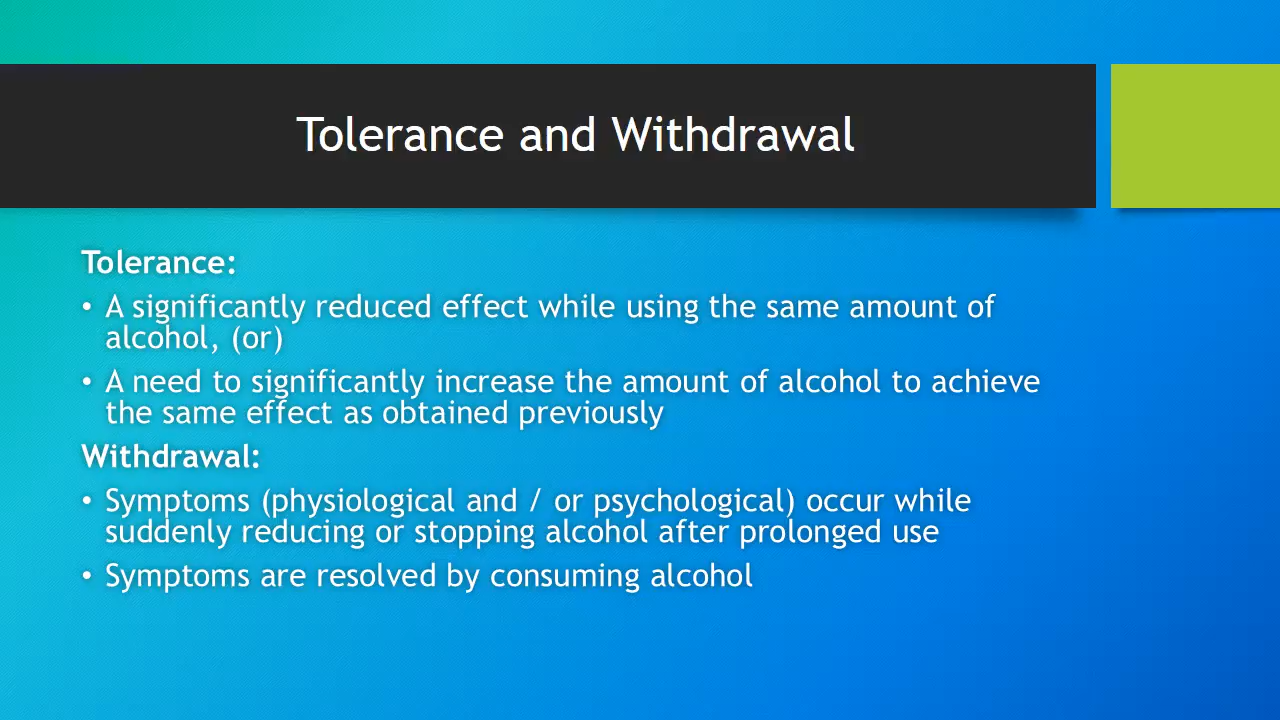 Tolerance and Withdrawal
Tolerance:
• A significantly reduced effect while using the same amount of
alcohol, (or)
• A need to significantly increase the amount of alcohol to achieve
the same effect as obtained previously
Withdrawal:
• Symptoms (physiological and / or psychological) occur while
suddenly reducing or stopping alcohol after prolonged use
• Symptoms are resolved by consuming alcohol